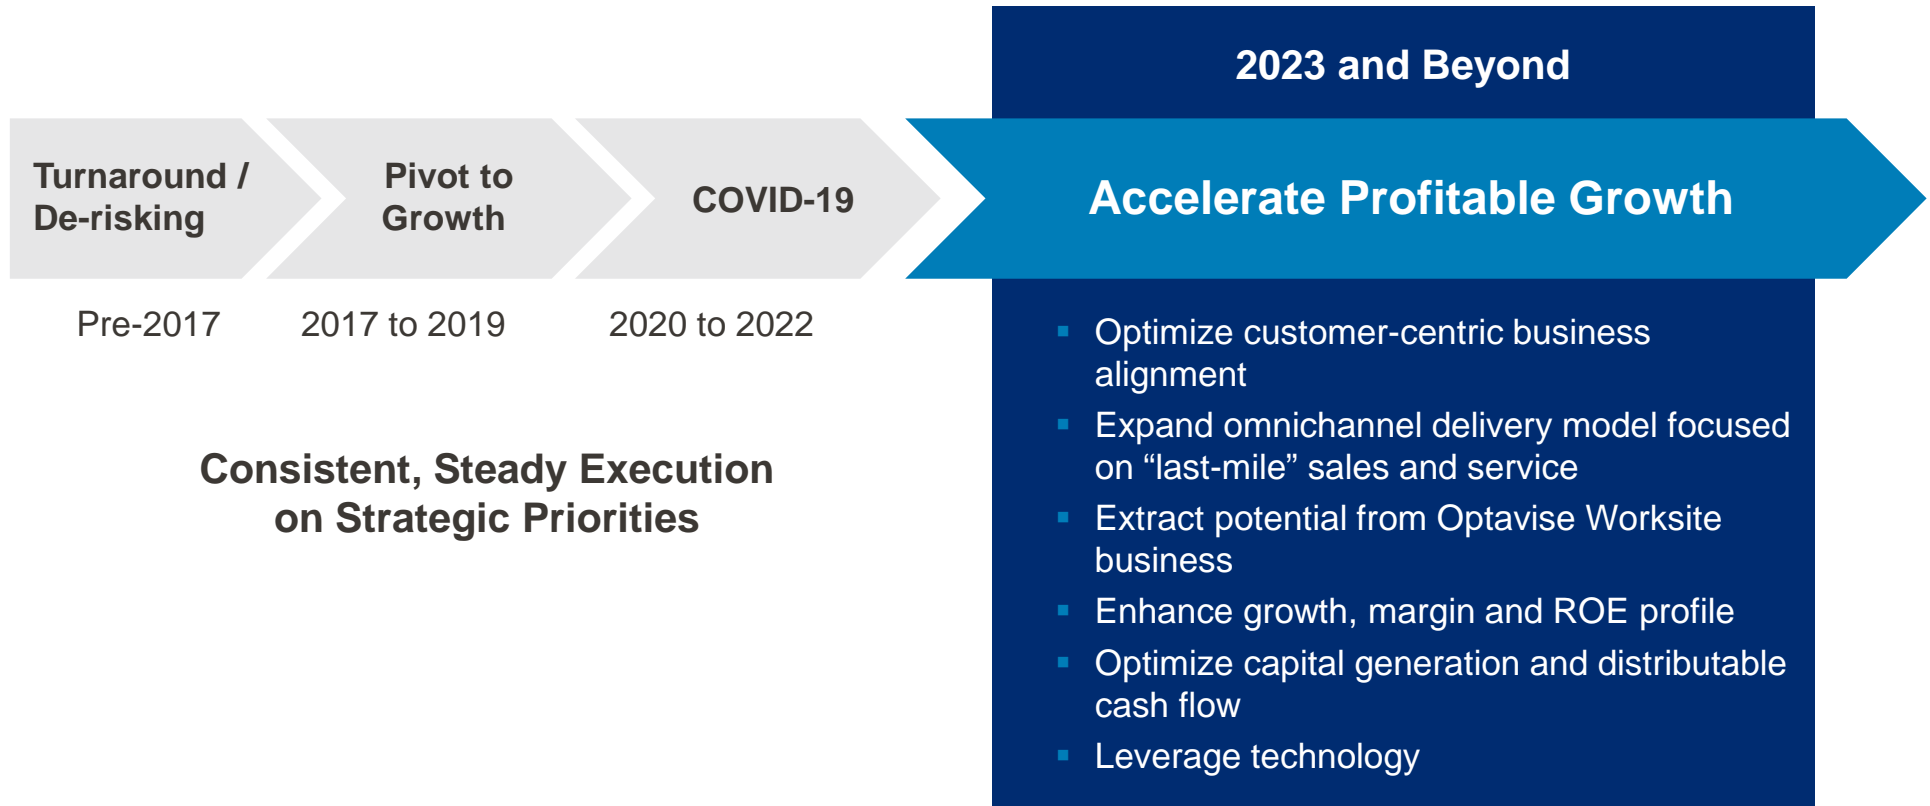 2023 and Beyond
Turnaround /
De-risking
Pivot to
Growth
COVID-19
Accelerate Profitable Growth
Pre-2017
2017 to 2019
2020 to 2022
Consistent, Steady Execution
on Strategic Priorities
▪ Optimize customer-centric business
alignment
▪ Expand omnichannel delivery model focused
on “last-mile” sales and service
▪ Extract potential from Optavise Worksite
business
▪ Enhance growth, margin and ROE profile
▪ Optimize capital generation and distributable
cash flow
▪ Leverage technology